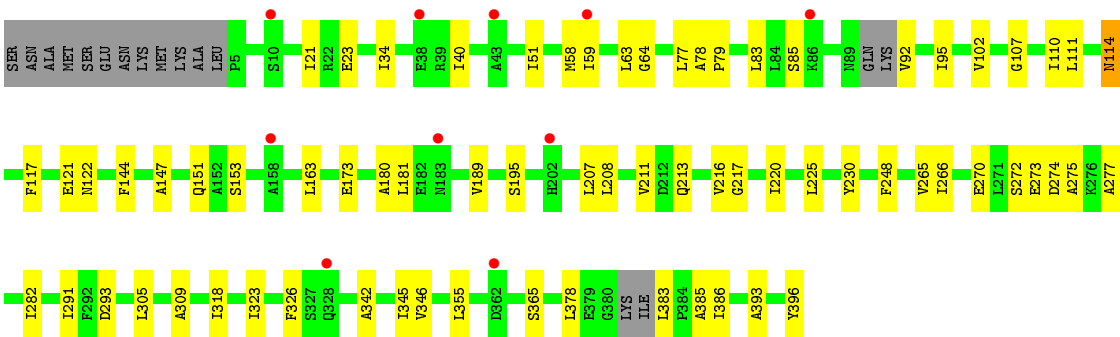 SER ASN ALA MET SER GLU ASN LYS MET LYS ALA LEU P5 S10 I21 R22 E23 I34 E38 R39 I40 A43 I51 M58 I59 L63 G64 L77 A78 P79 L83 L84 S85 K86 N89 GLN LYS V92 I95 V102 G107 I110 L111 N114
F117 E121 N122 F144 A147 Q151 A152 S153 A158 L163 E173 A180 L181 E182 N183 V189 S195 H202 L207 L208 V211 D212 Q213 V216 G217 I220 L225 Y230 F248 V265 I266 E270 L271 S272 E273 D274 A275 K276 A277
I282 I291 F292 D293 L305 A309 I318 I323 F326 S327 Q328 A342 I345 V346 L355 D362 S365 L378 E379 G380 LYS ILE L383 P384 A385 I386 A393 Y396